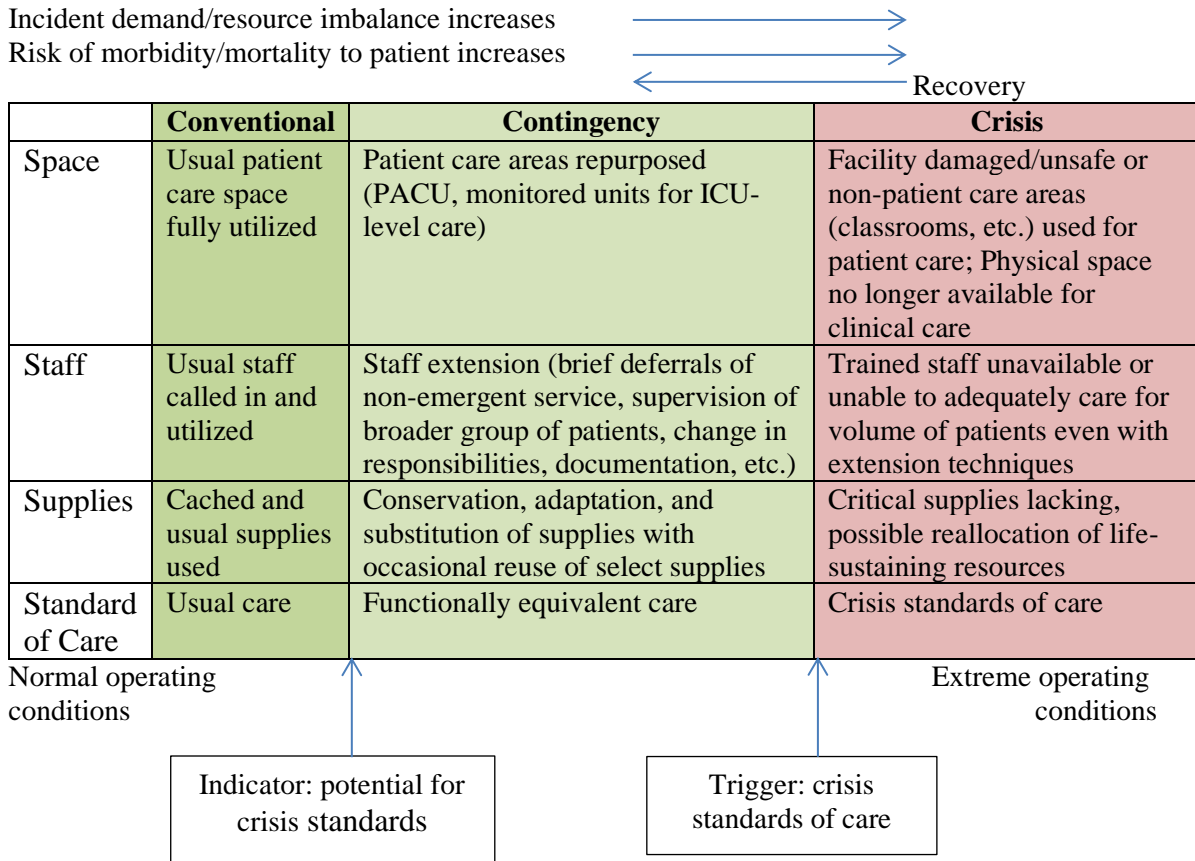 Incident demand/resource imbalance increases
Risk of morbidity/mortality to patient increases
Recovery
Conventional
Contingency
Crisis
Space
Usual patient
care space
fully utilized
Patient care areas repurposed
(PACU, monitored units for ICU-
level care)
Facility damaged/unsafe or
non-patient care areas
(classrooms, etc.) used for
patient care; Physical space
no longer available for
clinical care
Staff
Usual staff
called in and
utilized
Staff extension (brief deferrals of
non-emergent service, supervision of
broader group of patients, change in
responsibilities, documentation, etc.)
Trained staff unavailable or
unable to adequately care for
volume of patients even with
extension techniques
Supplies
Cached and
usual supplies
used
Conservation, adaptation, and
substitution of supplies with
occasional reuse of select supplies
Critical supplies lacking,
possible reallocation of life-
sustaining resources
Standard
of Care
Usual care
Functionally equivalent care
Crisis standards of care
Normal operating
conditions
Extreme operating
conditions
Indicator: potential for
crisis standards
Trigger: crisis
standards of care